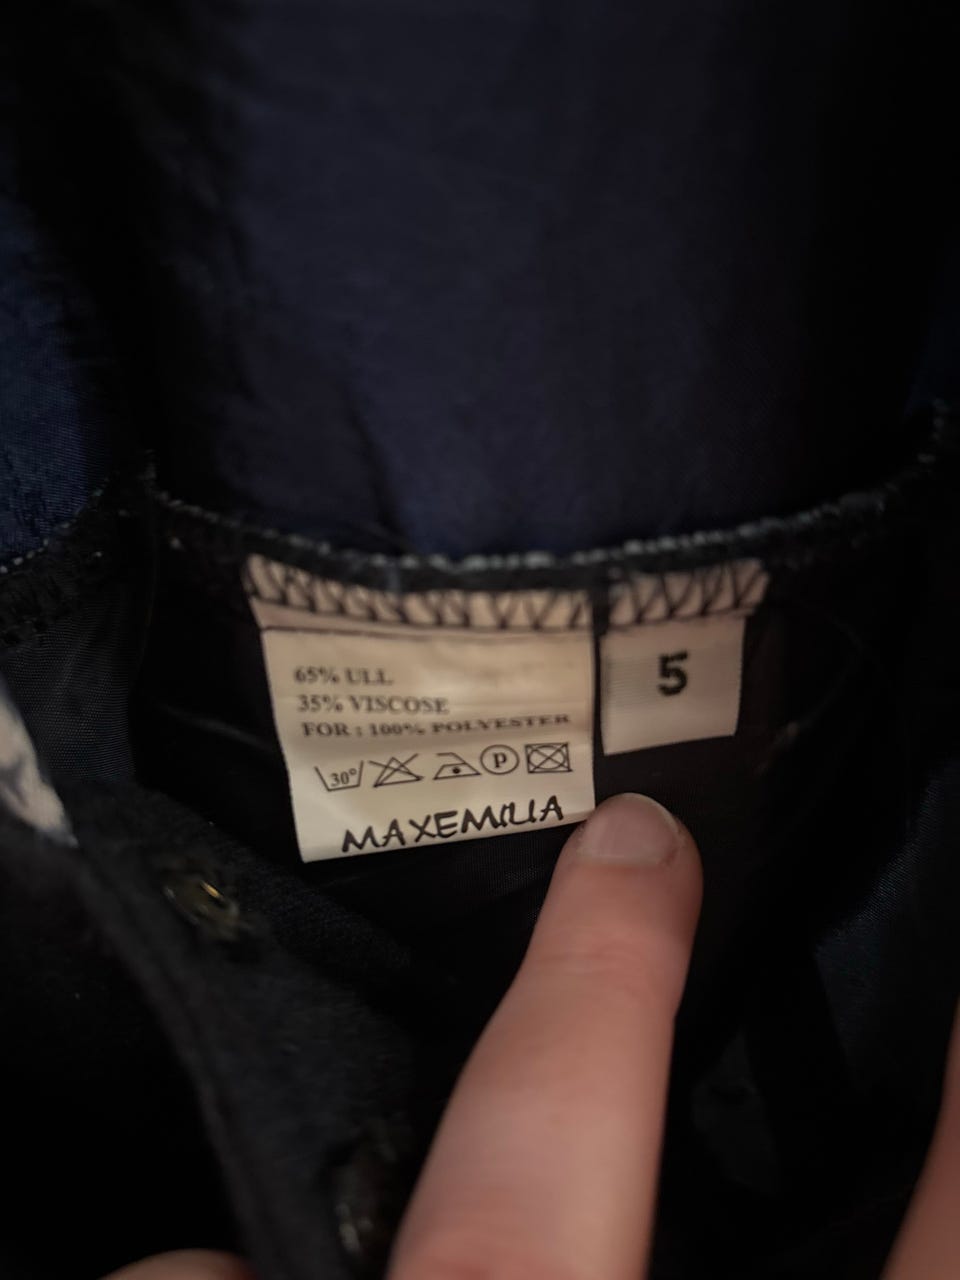 65% ULL
35% VISCOSE
FOR : 100% POLYESTER
30°
P
MAXEMILIA
5